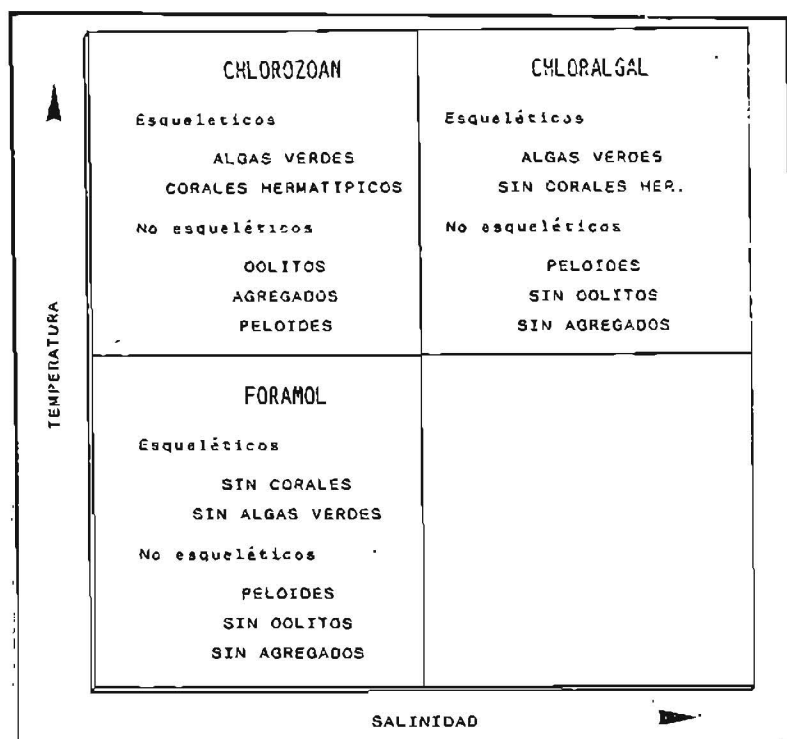 CHLOROZOAN
Esqueleticos
ALGAS VERDES
CORALES HERMATIPICOS
No esqueléticos
OOLITOS
AGREGADOS
PELOIDES
CHLORALGAL
Esqueléticos
ALGAS VERDES
SIN CORALES HER..
No esqueléticos
PELOIDES
SIN OOLITOS
SIN AGREGADOS
FORAMOL
Esqueléticos
SIN CORALES
SIN ALGAS VERDES
No esqueléticos
PELOIDES
SIN OOLITOS
SIN AGREGADOS
TEMPERATURA
SALINIDAD